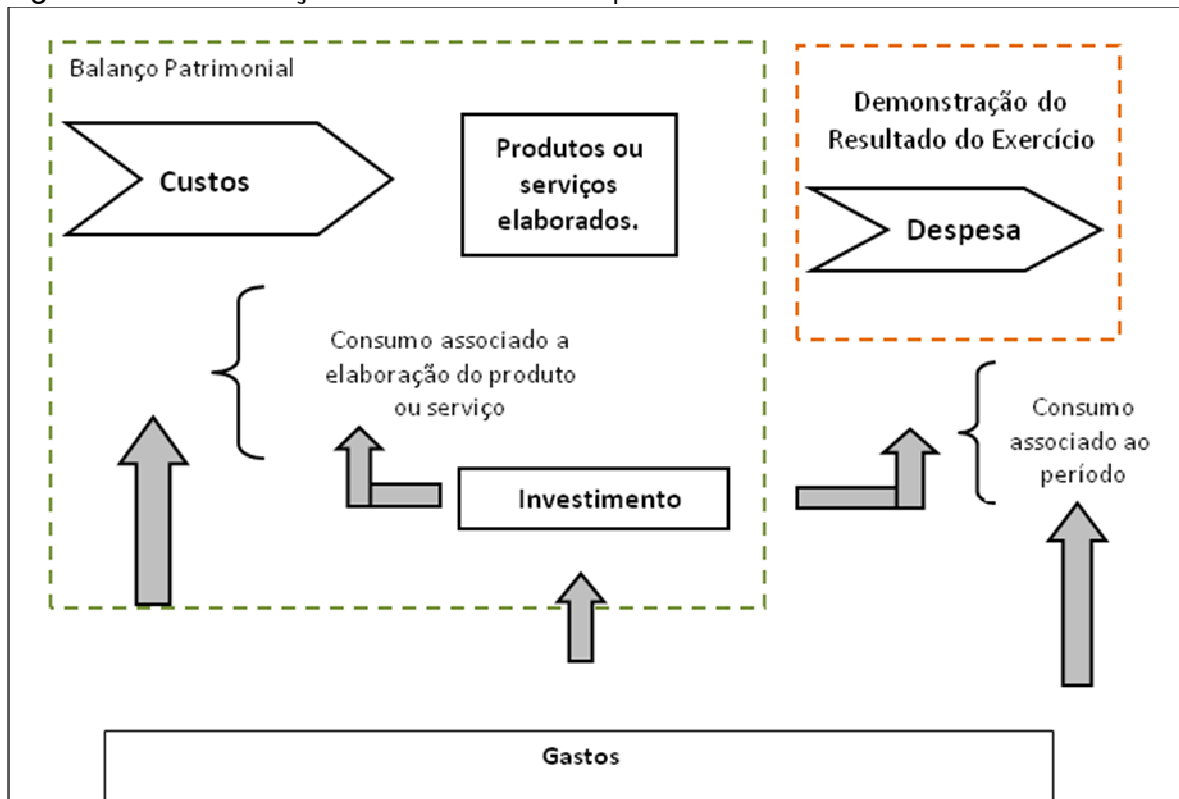 Balanço Patrimonial
Custos
Produtos ou
serviços
elaborados.
Demonstração do
Resultado do Exercício
Despesa
Consumo associado a
elaboração do produto
ou serviço
Investimento
Consumo
associado ao
período
Gastos